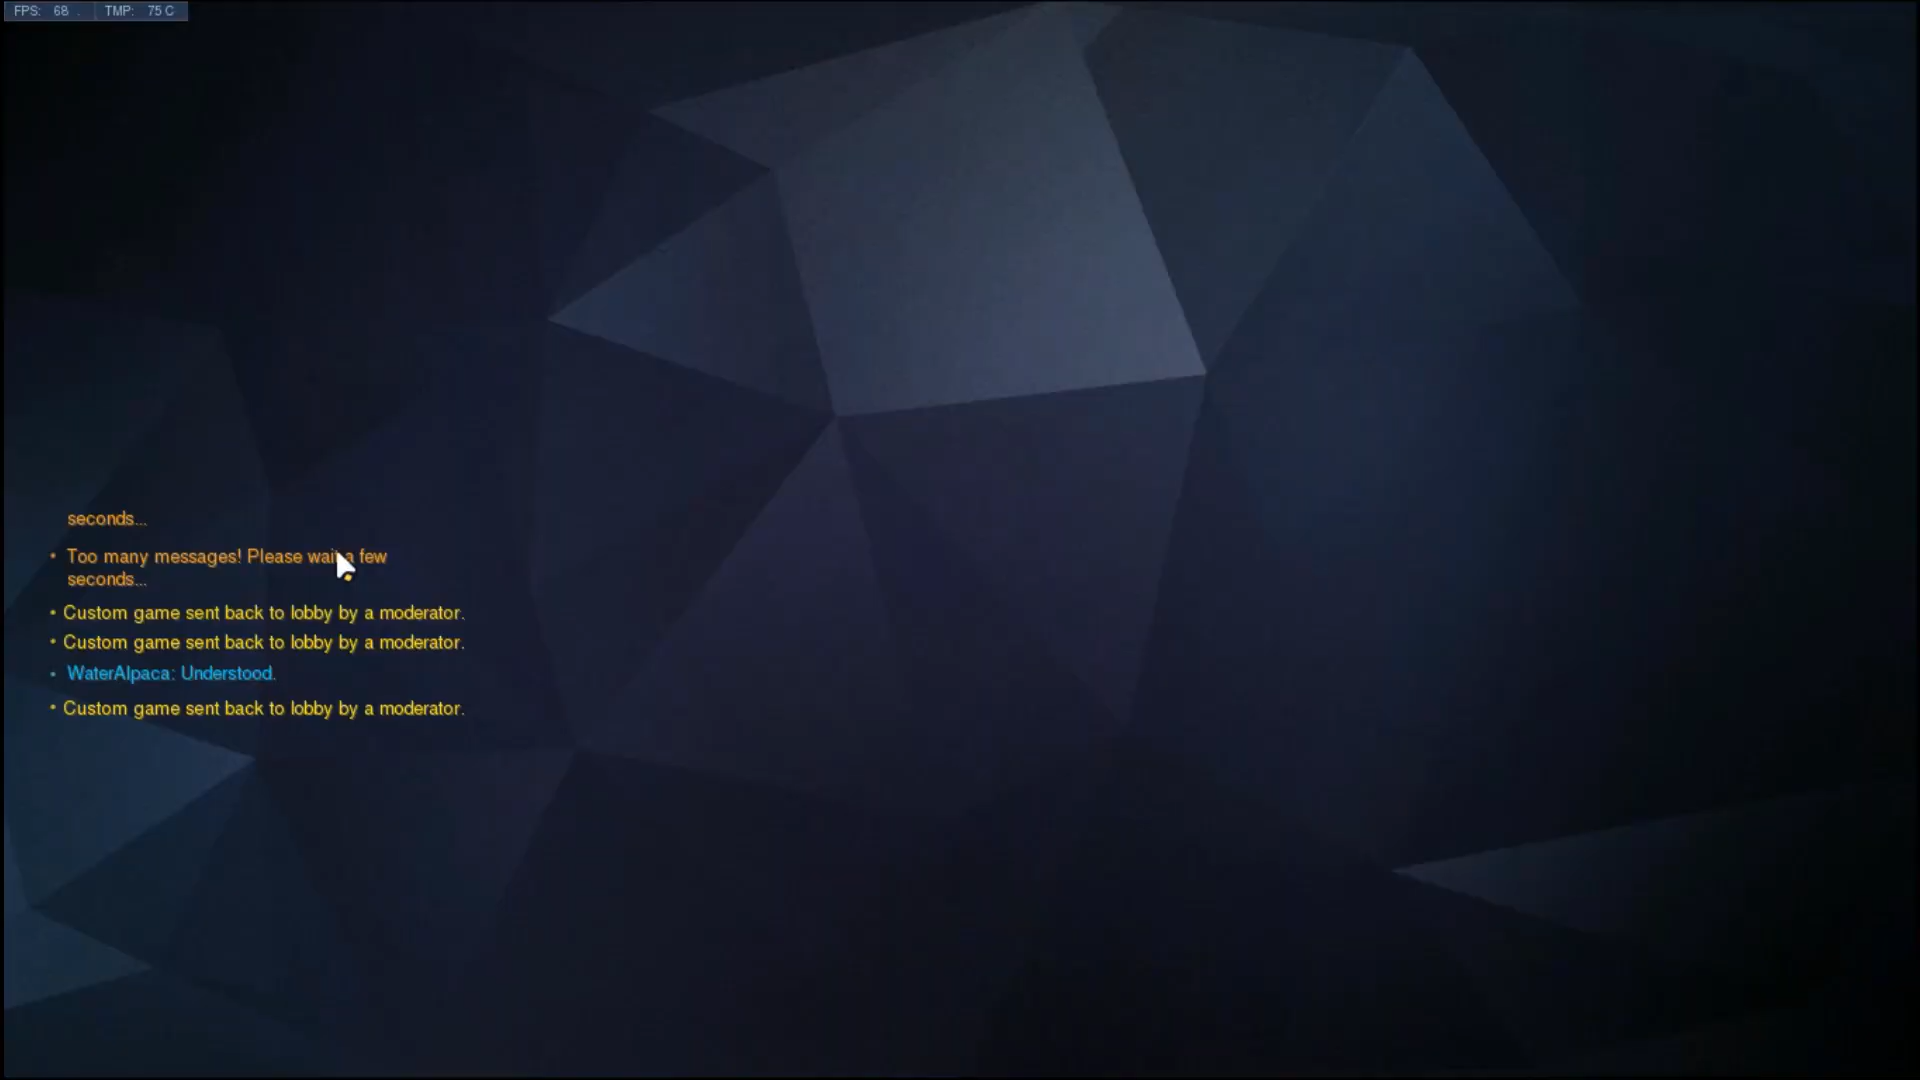 FPS: 68 TMP: 75 C
seconds...
• Too many messages! Please wait a few
seconds...
• Custom game sent back to lobby by a moderator.
• Custom game sent back to lobby by a moderator.
• WaterAlpaca: Understood.
• Custom game sent back to lobby by a moderator.